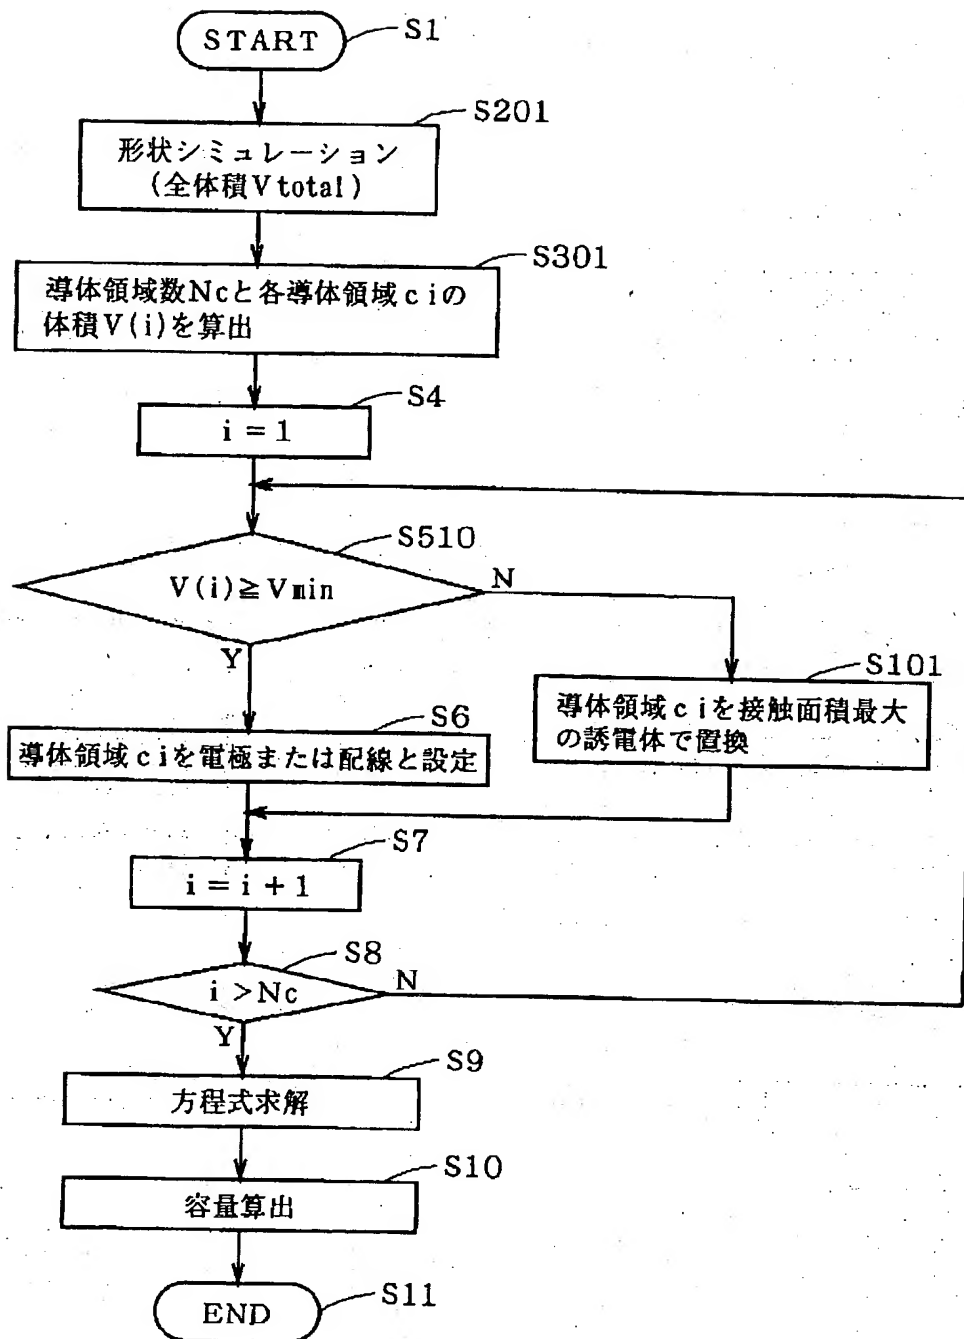 START
S1
S201
形状シミュレーション
(全体積Vtotal)
S301
導体領域数Ncと各導体領域ciの
体積V(i)を算出
S4
i = 1
S510
V(i)≧Vmin
N
Y
S101
導体領域ciを接触面積最大
の誘電体で置換
S6
導体領域ciを電極または配線と設定
S7
i = i + 1
S8
i >Nc
N
Y
S9
方程式求解
S10
容量算出
S11
END